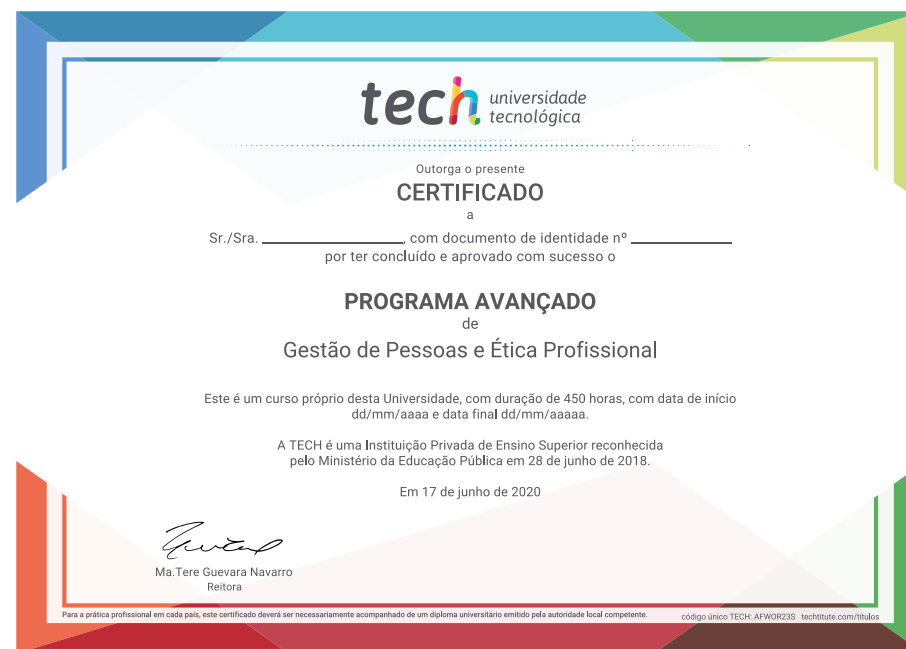 tech universidade
tecnológica
Outorga o presente
CERTIFICADO
a
Sr./Sra. ____________, com documento de identidade nº ____________
por ter concluído e aprovado com sucesso o
PROGRAMA AVANÇADO
de
Gestão de Pessoas e Ética Profissional
Este é um curso próprio desta Universidade, com duração de 450 horas, com data de início
dd/mm/aaaa e data final dd/mm/aaaaa.
A TECH é uma Instituição Privada de Ensino Superior reconhecida
pelo Ministério da Educação Pública em 28 de junho de 2018.
Em 17 de junho de 2020
Ma.Tere Guevara Navarro
Reitora
Para a prática profissional em cada país, este certificado deverá ser necessariamente acompanhado de um diploma universitário emitido pela autoridade local competente.
código único TECH: AFWOR23S techtitute.com/titulos